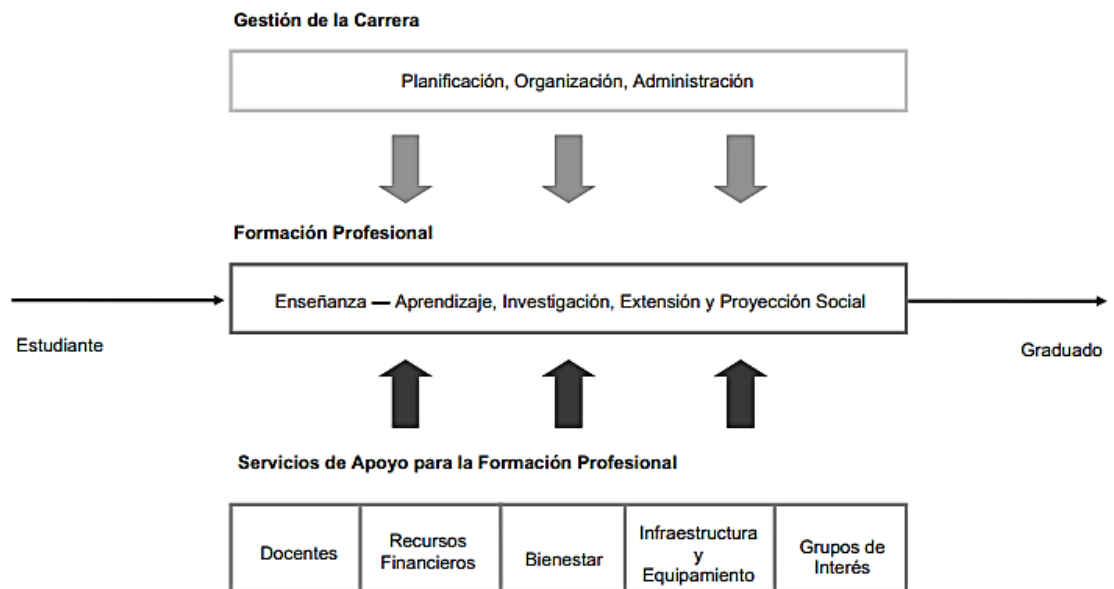 Gestión de la Carrera
Planificación, Organización, Administración
Formación Profesional
Enseñanza — Aprendizaje, Investigación, Extensión y Proyección Social
Estudiante
Graduado
Servicios de Apoyo para la Formación Profesional
Docentes
Recursos
Financieros
Bienestar
Infraestructura
y
Equipamiento
Grupos de
Interés